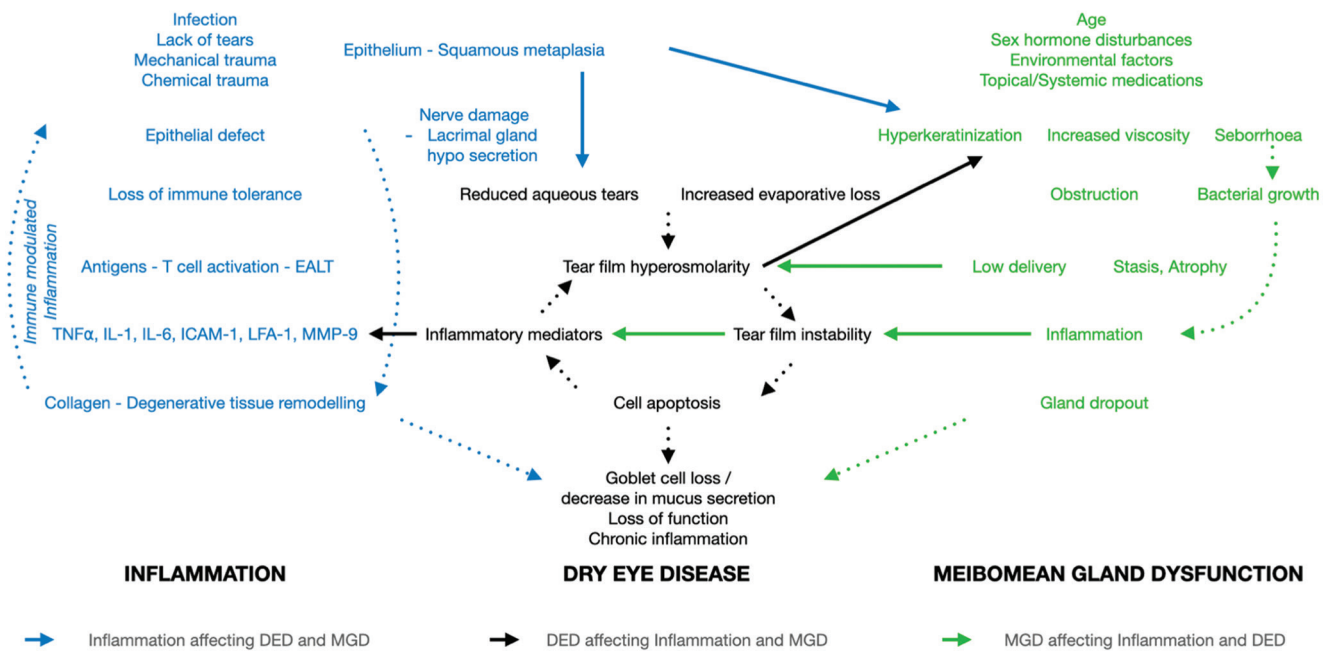 Infection
Lack of tears
Mechanical trauma
Chemical trauma
Epithelium - Squamous metaplasia
Age
Sex hormone disturbances
Environmental factors
Topical/Systemic medications
Epithelial defect
Nerve damage
- Lacrimal gland
hypo secretion
Hyperkeratinization
Increased viscosity
Seborrhoea
Loss of immune tolerance
Reduced aqueous tears
Increased evaporative loss
Obstruction
Bacterial growth
Immune modulated
Inflammation
Antigens - T cell activation - EALT
Tear film hyperosmolarity
Low delivery
Stasis, Atrophy
TNFα, IL-1, IL-6, ICAM-1, LFA-1, MMP-9
Inflammatory mediators
Tear film instability
Inflammation
Collagen - Degenerative tissue remodelling
Cell apoptosis
Gland dropout
Goblet cell loss /
decrease in mucus secretion
Loss of function
Chronic inflammation
INFLAMMATION
DRY EYE DISEASE
MEIBOMEAN GLAND DYSFUNCTION
Inflammation affecting DED and MGD
DED affecting Inflammation and MGD
MGD affecting Inflammation and DED